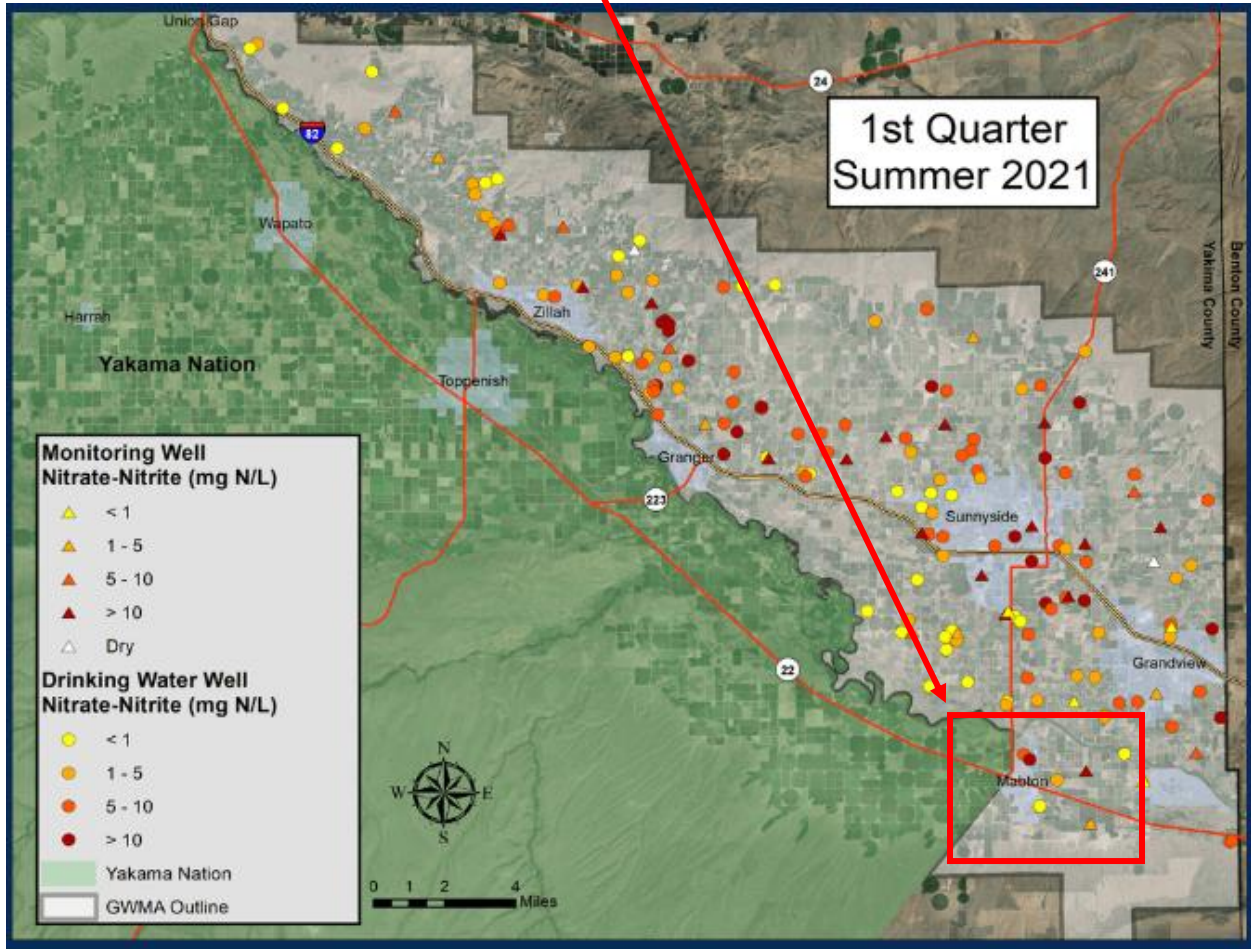 Union Gap
24
1st Quarter
Summer 2021
82
Wapato
241
Yakima County
Benton County
Harrah
Zillah
Yakama Nation
Toppenish
Granger
223
Sunnyside
Monitoring Well
Nitrate-Nitrite (mg N/L)
< 1
1 - 5
5 - 10
> 10
Dry
Drinking Water Well
Nitrate-Nitrite (mg N/L)
< 1
1 - 5
5 - 10
> 10
Yakama Nation
GWMA Outline
22
Grandview
Mabton
N
W
E
S
0 1 2 4
Miles